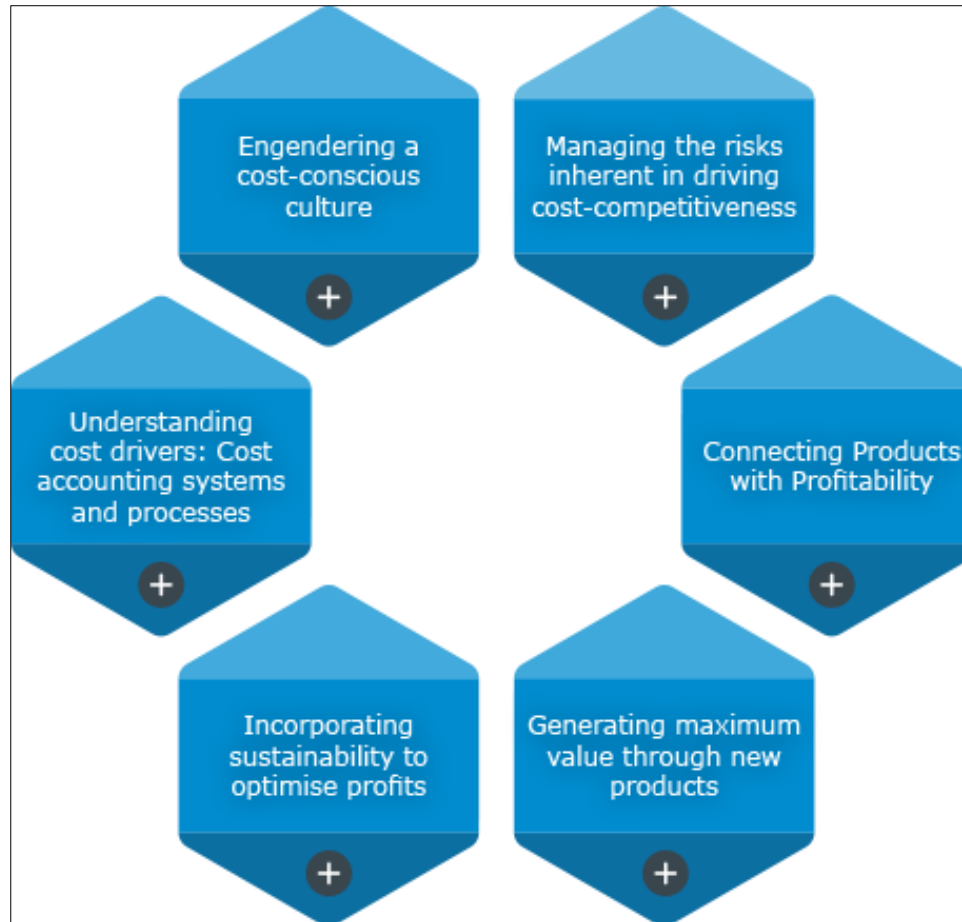 Engendering a
cost-conscious
culture
Managing the risks
inherent in driving
cost-competitiveness
Understanding
cost drivers: Cost
accounting systems
and processes
Connecting Products
with Profitability
Incorporating
sustainability to
optimise profits
Generating maximum
value through new
products